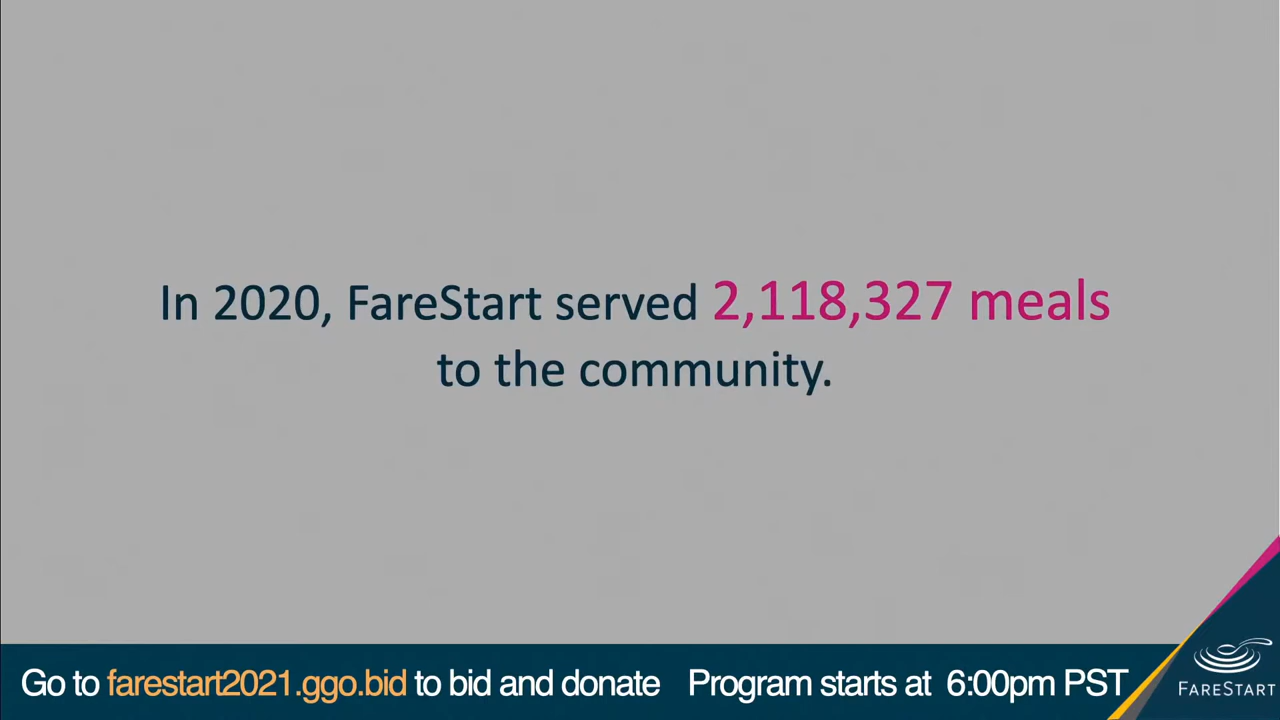 In 2020, FareStart served 2,118,327 meals
to the community.
Go to farestart2021.ggo.bid to bid and donate Program starts at 6:00pm PST
FARESTART